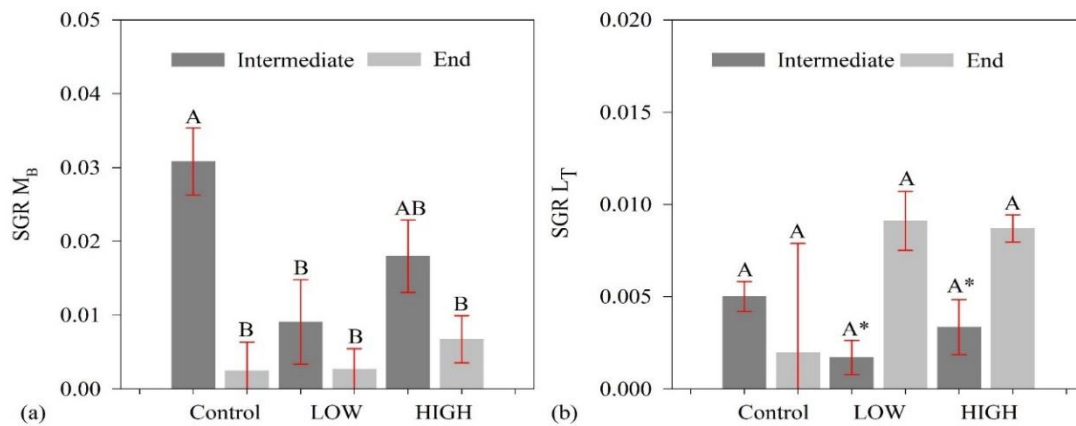 0.05
0.04
0.03
0.02
0.01
0.00
SGR M_B
Intermediate
End
A
B
B
B
AB
B
Control
LOW
HIGH
(a)
0.020
0.015
0.010
0.005
0.000
SGR L_T
Intermediate
End
A
A
A*
A
A*
A
Control
LOW
HIGH
(b)